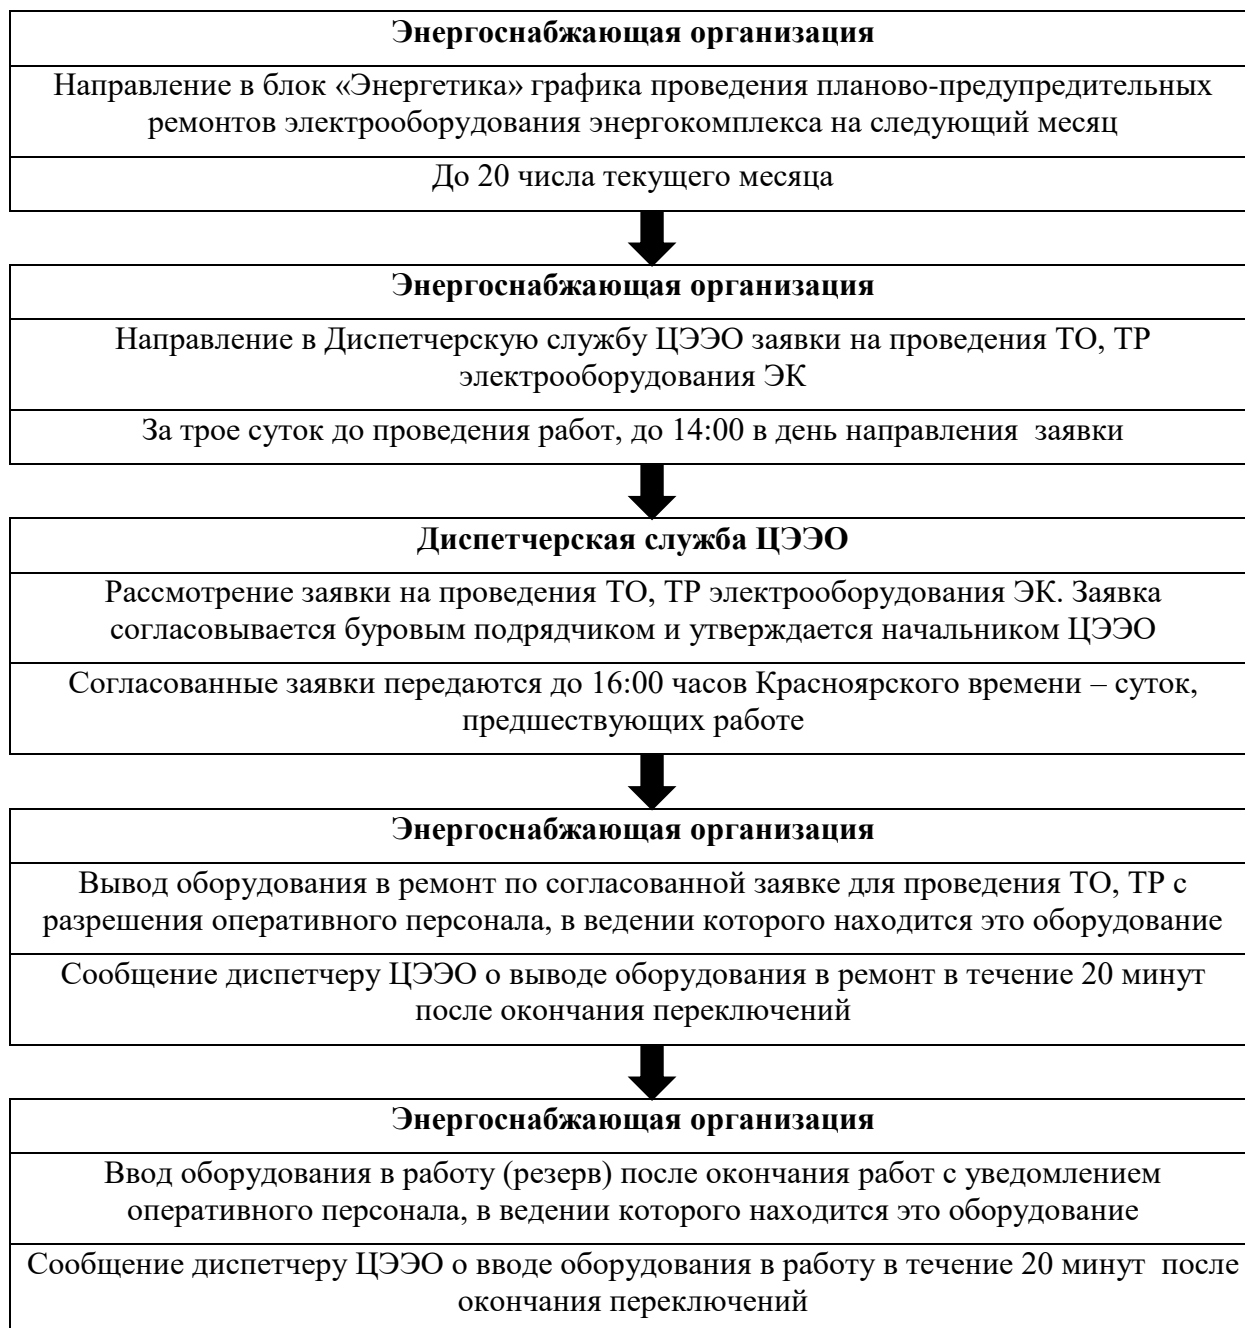 Энергоснабжающая организация
Направление в блок «Энергетика» графика проведения планово-предупредительных
ремонтов электрооборудования энергокомплекса на следующий месяц
До 20 числа текущего месяца
Энергоснабжающая организация
Направление в Диспетчерскую службу ЦЭЭО заявки на проведения ТО, ТР
электрооборудования ЭК
За трое суток до проведения работ, до 14:00 в день направления  заявки
Диспетчерская служба ЦЭЭО
Рассмотрение заявки на проведения ТО, ТР электрооборудования ЭК. Заявка
согласовывается буровым подрядчиком и утверждается начальником ЦЭЭО
Согласованные заявки передаются до 16:00 часов Красноярского времени – суток,
предшествующих работе
Энергоснабжающая организация
Вывод оборудования в ремонт по согласованной заявке для проведения ТО, ТР с
разрешения оперативного персонала, в ведении которого находится это оборудование
Сообщение диспетчеру ЦЭЭО о выводе оборудования в ремонт в течение 20 минут
после окончания переключений
Энергоснабжающая организация
Ввод оборудования в работу (резерв) после окончания работ с уведомлением
оперативного персонала, в ведении которого находится это оборудование
Сообщение диспетчеру ЦЭЭО о вводе оборудования в работу в течение 20 минут  после
окончания переключений